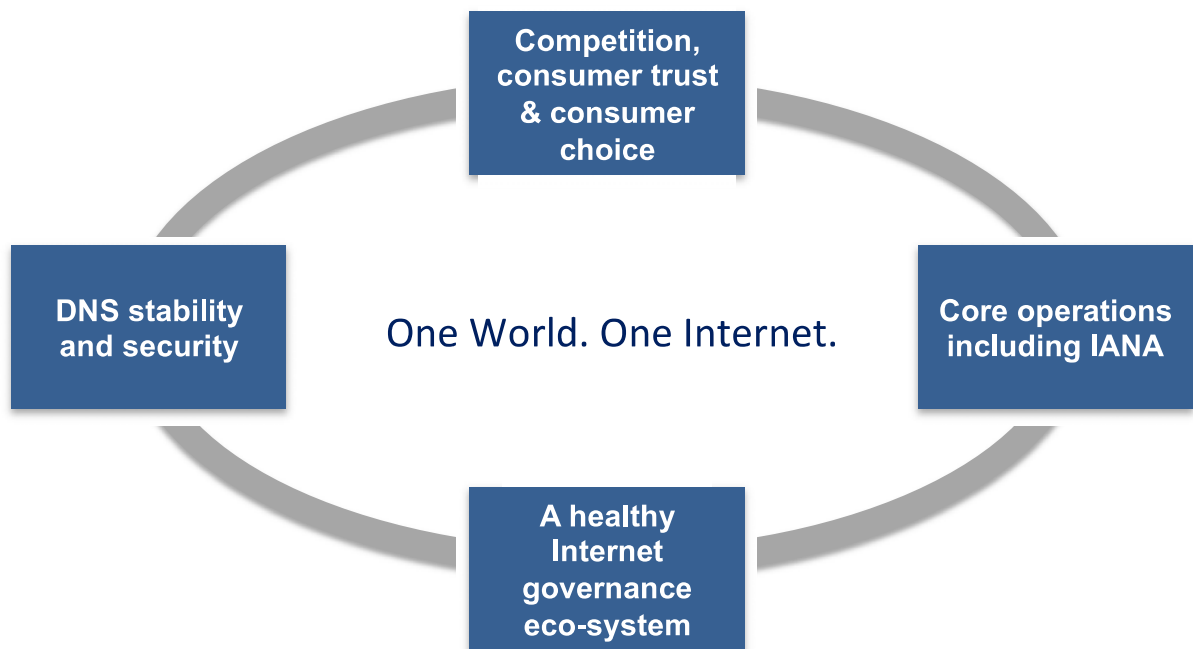 Competition,
consumer trust
& consumer
choice
DNS stability
and security
One World. One Internet.
Core operations
including IANA
A healthy
Internet
governance
eco-system